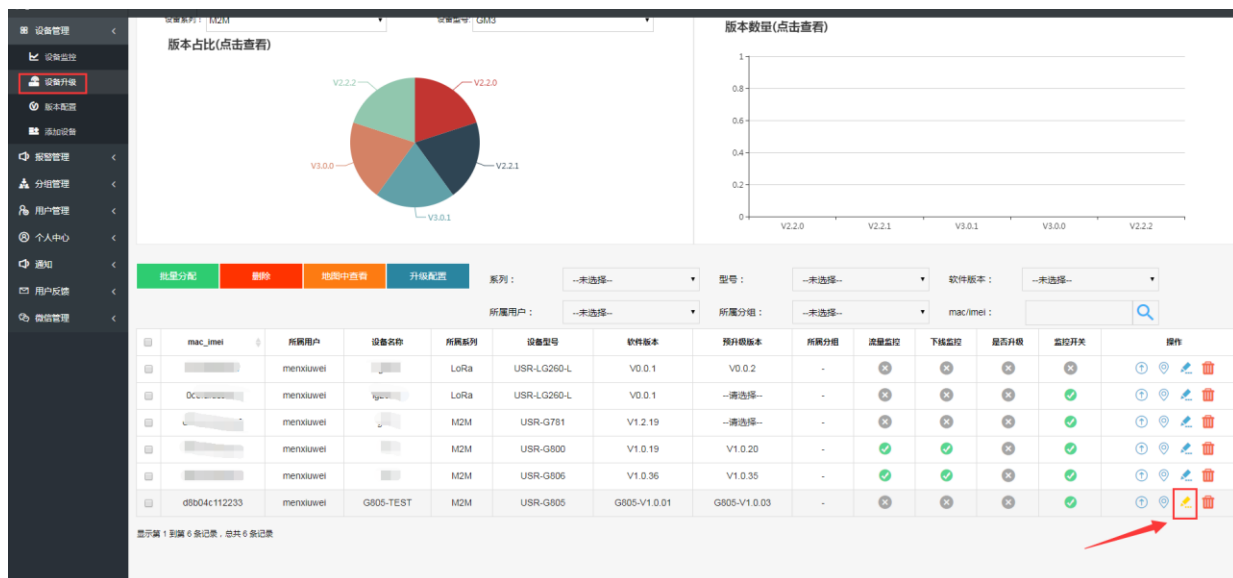 设备管理
设备监控
设备升级
版本配置
添加设备
报警管理
分组管理
用户管理
个人中心
通知
用户反馈
微信管理
设备系列： M2M 设备型号: GM3
版本占比(点击查看)
V2.2.2 V2.2.0
V3.0.0 V2.2.1
V3.0.1
版本数量(点击查看)
1
0.8
0.6
0.4
0.2
0
V2.2.0 V2.2.1 V3.0.1 V3.0.0 V2.2.2
批量分配 删除 地图中查看 升级配置
系列： --未选择-- 型号： --未选择-- 软件版本： --未选择--
所属用户： --未选择-- 所属分组： --未选择-- mac/imei：
mac_imei 所属用户 设备名称 所属系列 设备型号 软件版本 预升级版本 所属分组 流量监控 下线监控 是否升级 监控开关 操作
menxiuwei LoRa USR-LG260-L V0.0.1 V0.0.2 -
menxiuwei LoRa USR-LG260-L V0.0.1 --请选择-- -
menxiuwei M2M USR-G781 V1.2.19 --请选择-- -
menxiuwei M2M USR-G800 V1.0.19 V1.0.20 -
menxiuwei M2M USR-G806 V1.0.36 V1.0.35 -
d8b04c112233 menxiuwei G805-TEST M2M USR-G805 G805-V1.0.01 G805-V1.0.03 -
显示第 1 到第 6 条记录，总共 6 条记录